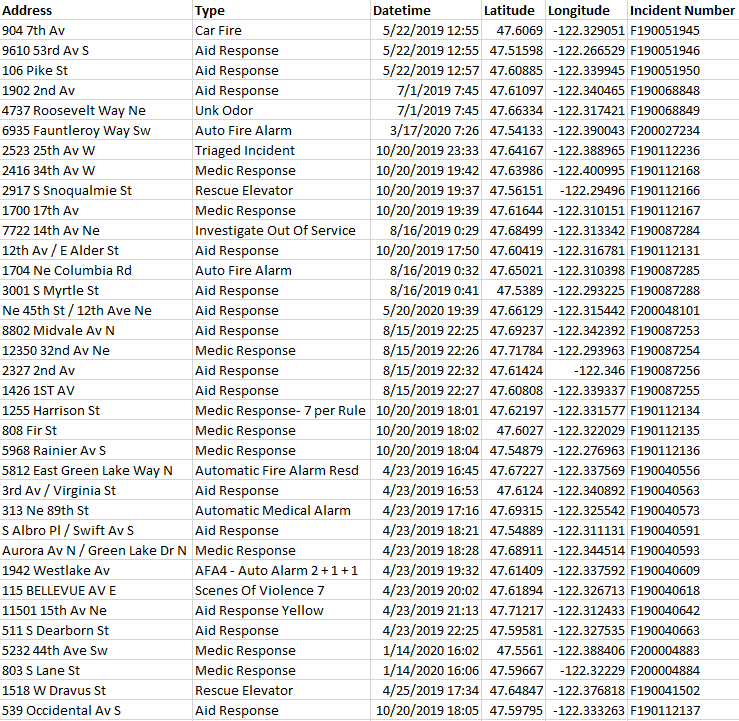 Address Type Datetime Latitude Longitude Incident Number
904 7th Av Car Fire 5/22/2019 12:55 47.6069 -122.329051 F190051945
9610 53rd Av S Aid Response 5/22/2019 12:55 47.51598 -122.266529 F190051946
106 Pike St Aid Response 5/22/2019 12:57 47.60885 -122.339945 F190051950
1902 2nd Av Aid Response 7/1/2019 7:45 47.61097 -122.340465 F190068848
4737 Roosevelt Way Ne Unk Odor 7/1/2019 7:45 47.66334 -122.317421 F190068849
6935 Fauntleroy Way Sw Auto Fire Alarm 3/17/2020 7:26 47.54133 -122.390043 F200027234
2523 25th Av W Triaged Incident 10/20/2019 23:33 47.64167 -122.388965 F190112236
2416 34th Av W Medic Response 10/20/2019 19:42 47.63986 -122.400995 F190112168
2917 S Snoqualmie St Rescue Elevator 10/20/2019 19:37 47.56151 -122.29496 F190112166
1700 17th Av Medic Response 10/20/2019 19:39 47.61644 -122.310151 F190112167
7722 14th Av Ne Investigate Out Of Service 8/16/2019 0:29 47.68499 -122.313342 F190087284
12th Av / E Alder St Aid Response 10/20/2019 17:50 47.60419 -122.316781 F190112131
1704 Ne Columbia Rd Auto Fire Alarm 8/16/2019 0:32 47.65021 -122.310398 F190087285
3001 S Myrtle St Aid Response 8/16/2019 0:41 47.5389 -122.293225 F190087288
Ne 45th St / 12th Ave Ne Aid Response 5/20/2020 19:39 47.66129 -122.315442 F200048101
8802 Midvale Av N Aid Response 8/15/2019 22:25 47.69237 -122.342392 F190087253
12350 32nd Av Ne Medic Response 8/15/2019 22:26 47.71784 -122.293963 F190087254
2327 2nd Av Aid Response 8/15/2019 22:32 47.61424 -122.346 F190087256
1426 1ST AV Aid Response 8/15/2019 22:27 47.60808 -122.339337 F190087255
1255 Harrison St Medic Response- 7 per Rule 10/20/2019 18:01 47.62197 -122.331577 F190112134
808 Fir St Medic Response 10/20/2019 18:02 47.6027 -122.322029 F190112135
5968 Rainier Av S Medic Response 10/20/2019 18:04 47.54879 -122.276963 F190112136
5812 East Green Lake Way N Automatic Fire Alarm Resd 4/23/2019 16:45 47.67227 -122.337569 F190040556
3rd Av / Virginia St Aid Response 4/23/2019 16:53 47.6124 -122.340892 F190040563
313 Ne 89th St Automatic Medical Alarm 4/23/2019 17:16 47.69315 -122.325542 F190040573
S Albro Pl / Swift Av S Aid Response 4/23/2019 18:21 47.54889 -122.311131 F190040591
Aurora Av N / Green Lake Dr N Medic Response 4/23/2019 18:28 47.68911 -122.344514 F190040593
1942 Westlake Av AFA4 - Auto Alarm 2 + 1 + 1 4/23/2019 19:32 47.61409 -122.337592 F190040609
115 BELLEVUE AV E Scenes Of Violence 7 4/23/2019 20:02 47.61894 -122.326713 F190040618
11501 15th Av Ne Aid Response Yellow 4/23/2019 21:13 47.71217 -122.312433 F190040642
511 S Dearborn St Aid Response 4/23/2019 22:25 47.59581 -122.327535 F190040663
5232 44th Ave Sw Medic Response 1/14/2020 16:02 47.5561 -122.388406 F200004883
803 S Lane St Medic Response 1/14/2020 16:06 47.59667 -122.32229 F200004884
1518 W Dravus St Rescue Elevator 4/25/2019 17:34 47.64847 -122.376818 F190041502
539 Occidental Av S Aid Response 10/20/2019 18:05 47.59795 -122.333263 F190112137